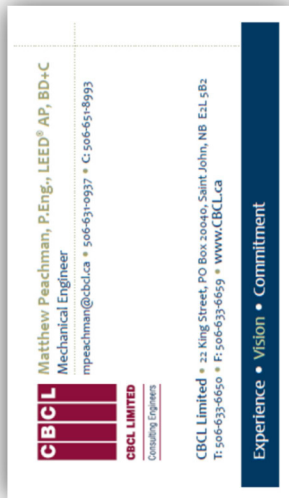 CBCL
CBCL LIMITED
Consulting Engineers
Matthew Peachman, P.Eng., LEED® AP, BD+C
Mechanical Engineer
mpeachman@cbcl.ca • 506-631-0937 • C: 506-651-8993
CBCL Limited • 22 King Street, PO Box 20040, Saint John, NB E2L 5B2
T: 506-633-6650 • F: 506-633-6659 • www.CBCL.ca
Experience • Vision • Commitment